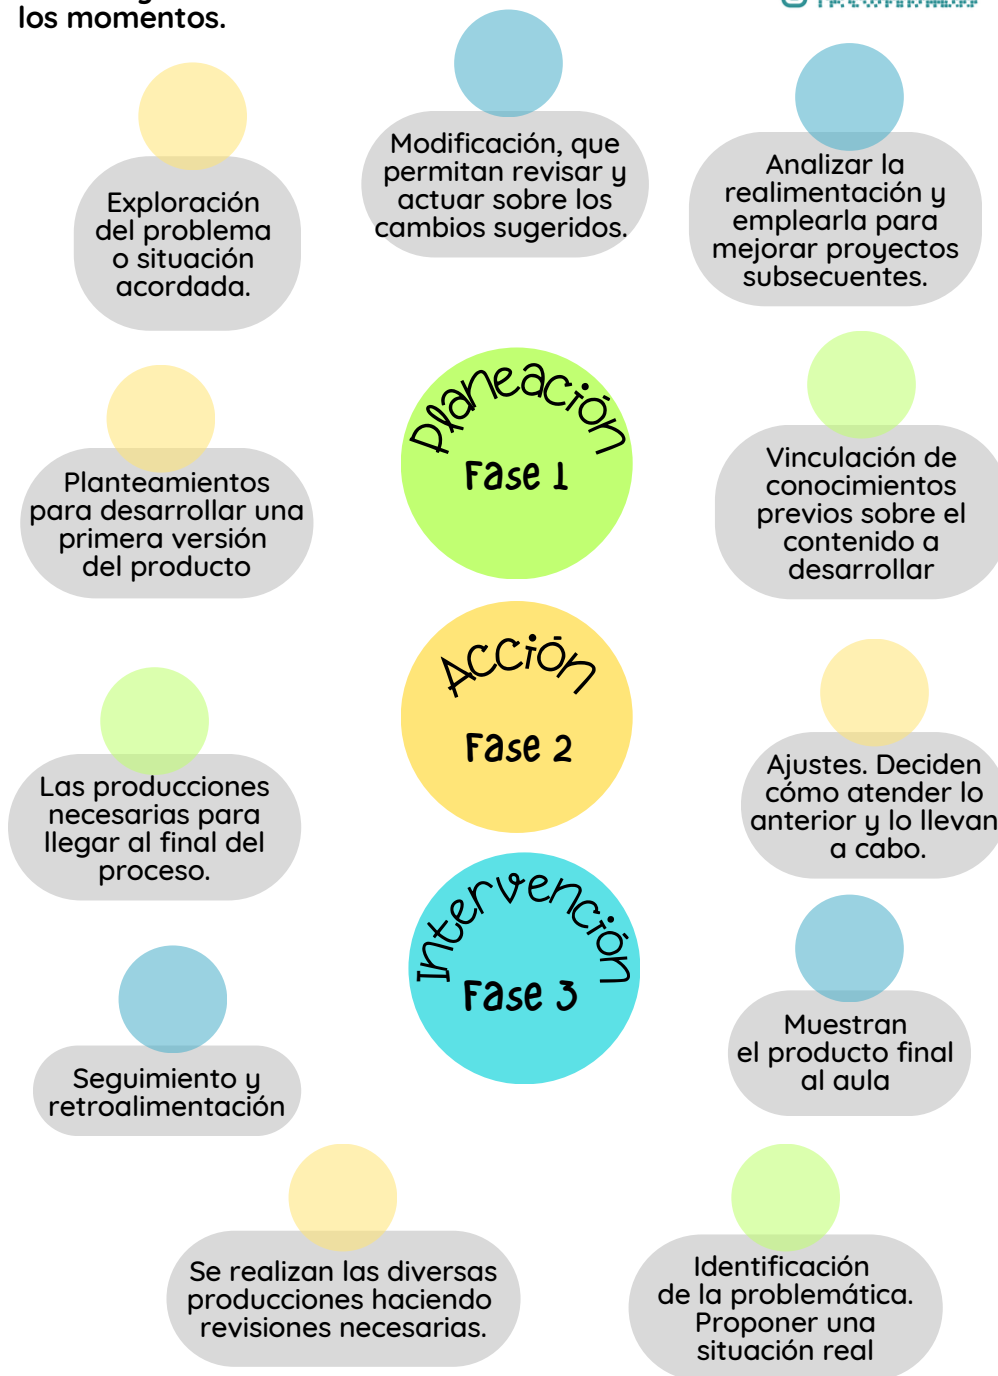 los momentos.
Modificación, que
permitan revisar y
actuar sobre los
cambios sugeridos.
Analizar la
realimentación y
emplearla para
mejorar proyectos
subsecuentes.
Exploración
del problema
o situación
acordada.
Planeación
Fase 1
Planteamientos
para desarrollar una
primera versión
del producto
Vinculación de
conocimientos
previos sobre el
contenido a
desarrollar
Acción
Fase 2
Las producciones
necesarias para
llegar al final del
proceso.
Ajustes. Deciden
cómo atender lo
anterior y lo llevan
a cabo.
Intervención
Fase 3
Seguimiento y
retroalimentación
Muestran
el producto final
al aula
Se realizan las diversas
producciones haciendo
revisiones necesarias.
Identificación
de la problemática.
Proponer una
situación real